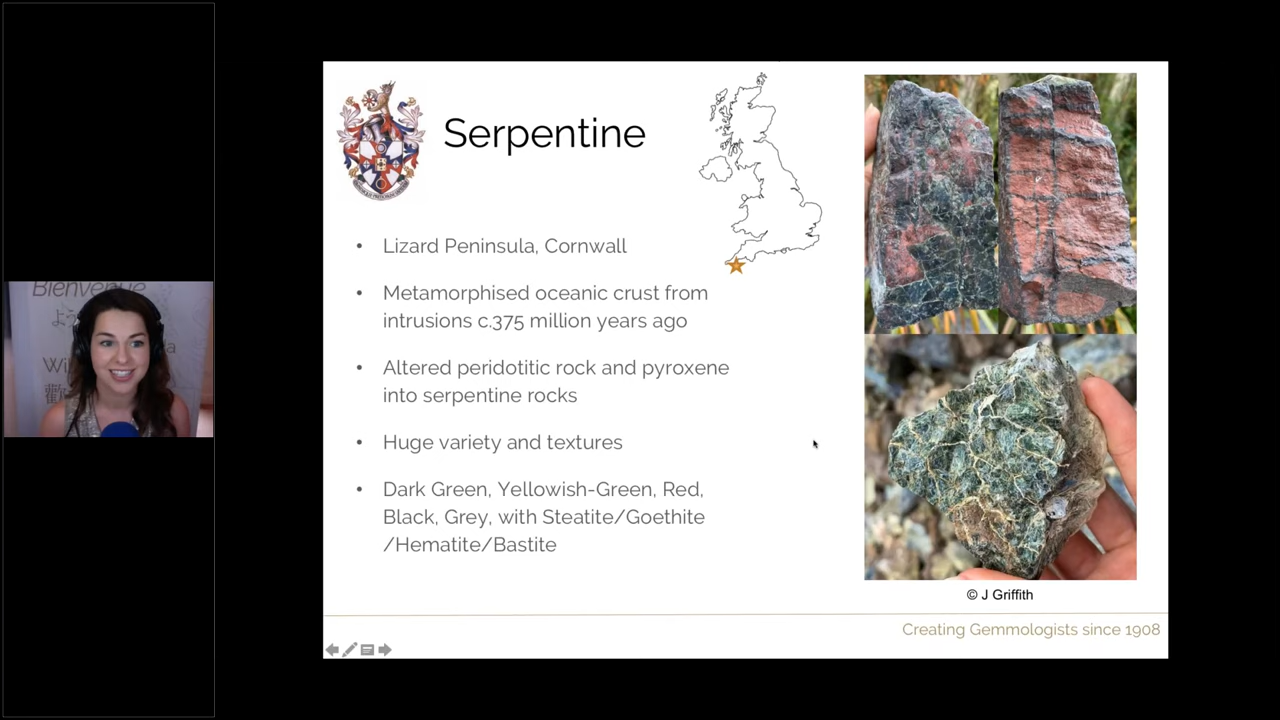 Bienvenue
Serpentine
• Lizard Peninsula, Cornwall
• Metamorphised oceanic crust from
intrusions c.375 million years ago
• Altered peridotitic rock and pyroxene
into serpentine rocks
• Huge variety and textures
• Dark Green, Yellowish-Green, Red,
Black, Grey, with Steatite/Goethite
/Hematite/Bastite
© J Griffith
Creating Gemmologists since 1908